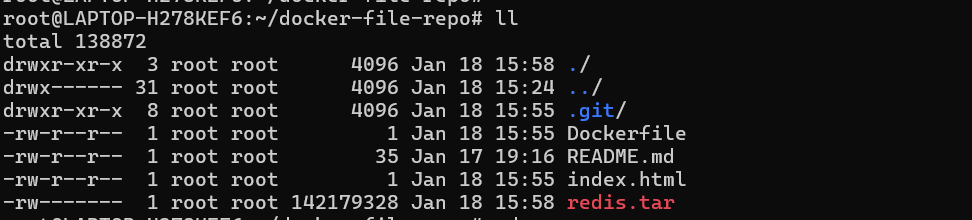 root@LAPTOP-H278KEF6:~/docker-file-repo# ll
total 138872
drwxr-xr-x  3 root root      4096 Jan 18 15:58 ./
drwx------ 31 root root      4096 Jan 18 15:24 ../
drwxr-xr-x  8 root root      4096 Jan 18 15:55 .git/
-rw-r--r--  1 root root         1 Jan 18 15:55 Dockerfile
-rw-r--r--  1 root root        35 Jan 17 19:16 README.md
-rw-r--r--  1 root root         1 Jan 18 15:55 index.html
-rw-------  1 root root 142179328 Jan 18 15:58 redis.tar